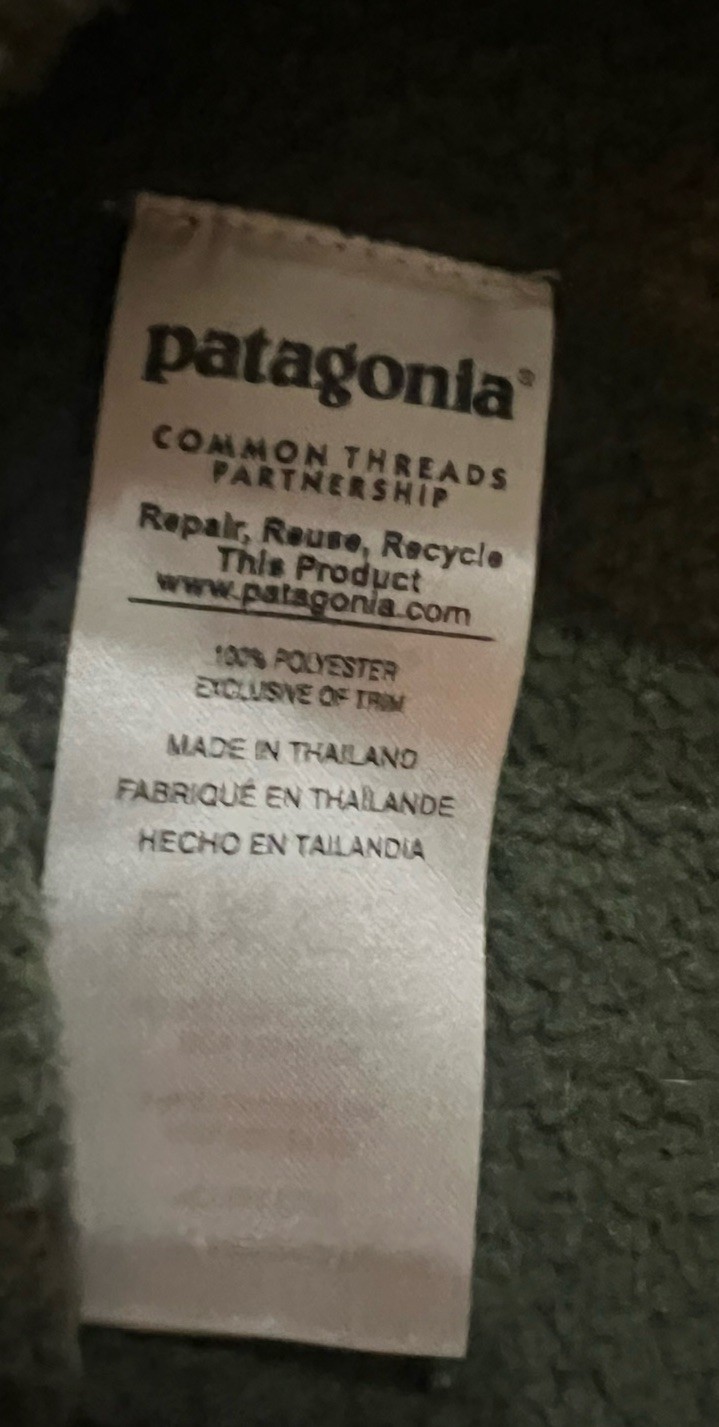 patagonia®
COMMON THREADS
PARTNERSHIP
Repair, Reuse, Recycle
This Product
www.patagonia.com
100% POLYESTER
EXCLUSIVE OF TRIM
MADE IN THAILAND
FABRIQUÉ EN THAÏLANDE
HECHO EN TAILANDIA